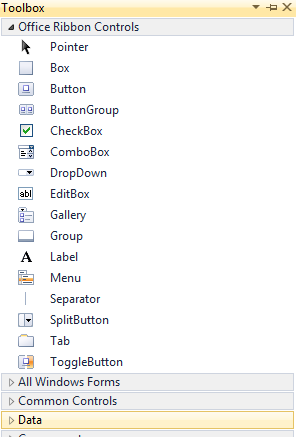 Toolbox
Office Ribbon Controls
Pointer
Box
Button
ButtonGroup
CheckBox
ComboBox
DropDown
abl EditBox
Gallery
Group
A Label
Menu
Separator
SplitButton
Tab
ToggleButton
All Windows Forms
Common Controls
Data